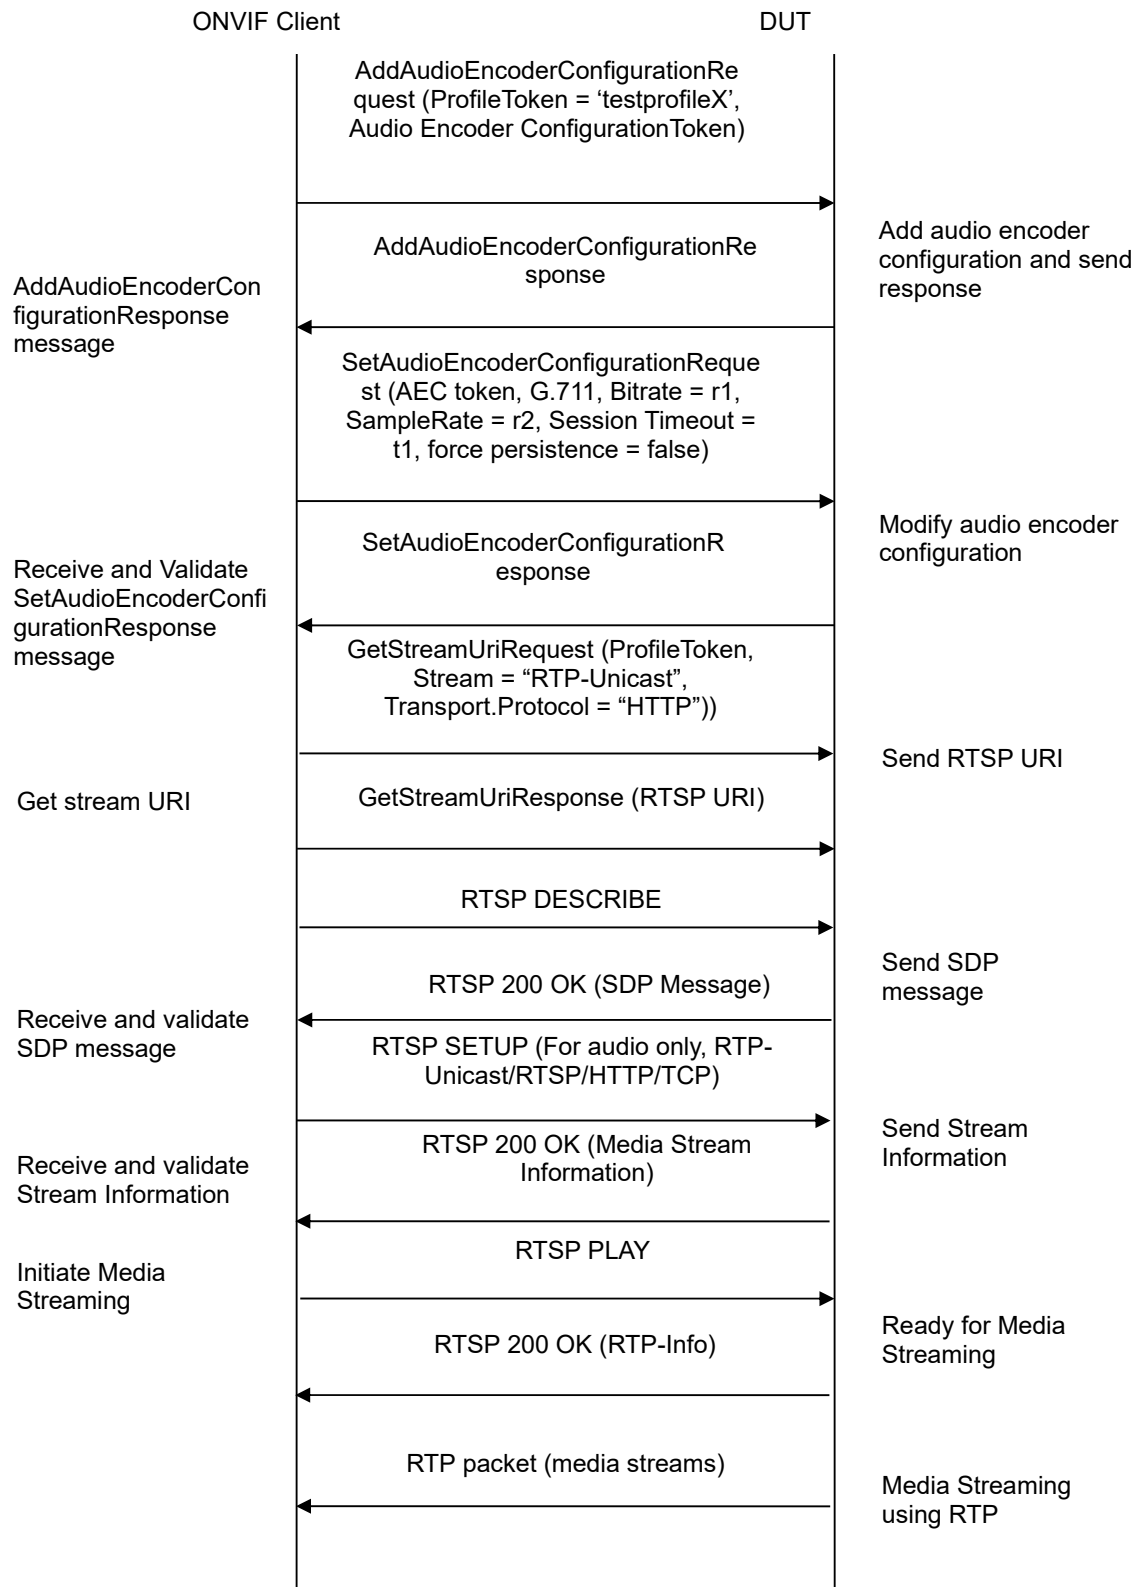 ONVIF Client
DUT
AddAudioEncoderConfigurationRe
quest (ProfileToken = ‘testprofileX’,
Audio Encoder ConfigurationToken)
Add audio encoder
configuration and send
response
AddAudioEncoderConfigurationRe
sponse
AddAudioEncoderCon
figurationResponse
message
SetAudioEncoderConfigurationReque
st (AEC token, G.711, Bitrate = r1,
SampleRate = r2, Session Timeout =
t1, force persistence = false)
Modify audio encoder
configuration
SetAudioEncoderConfigurationR
esponse
Receive and Validate
SetAudioEncoderConfi
gurationResponse
message
GetStreamUriRequest (ProfileToken,
Stream = “RTP-Unicast”,
Transport.Protocol = “HTTP”))
Send RTSP URI
Get stream URI
GetStreamUriResponse (RTSP URI)
RTSP DESCRIBE
Send SDP
message
RTSP 200 OK (SDP Message)
Receive and validate
SDP message
RTSP SETUP (For audio only, RTP-
Unicast/RTSP/HTTP/TCP)
Send Stream
Information
RTSP 200 OK (Media Stream
Information)
Receive and validate
Stream Information
RTSP PLAY
Initiate Media
Streaming
Ready for Media
Streaming
RTSP 200 OK (RTP-Info)
RTP packet (media streams)
Media Streaming
using RTP